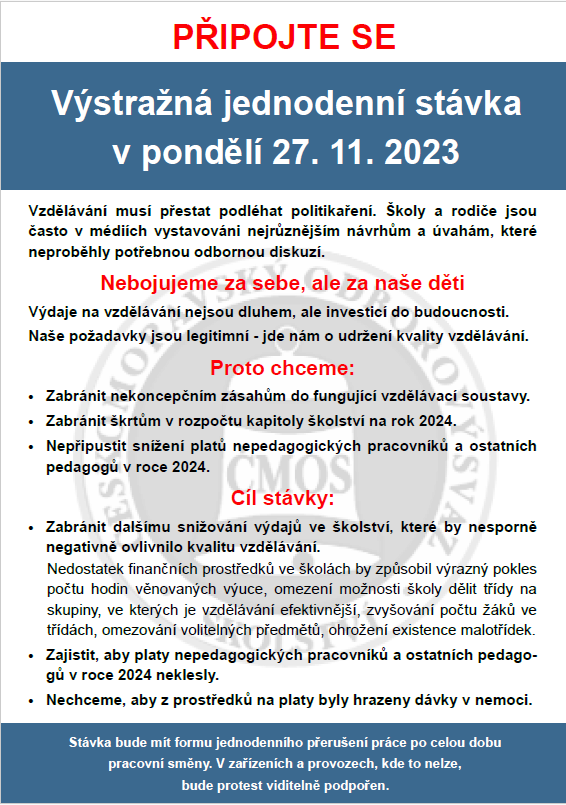 PŘIPOJTE SE
Výstražná jednodenní stávka
v pondělí 27. 11. 2023
Vzdělávání musí přestat podléhat politikaření. Školy a rodiče jsou
často v médiích vystavováni nejrůznějším návrhům a úvahám, které
neproběhly potřebnou odbornou diskuzí.
Nebojujeme za sebe, ale za naše děti
Výdaje na vzdělávání nejsou dluhem, ale investicí do budoucnosti.
Naše požadavky jsou legitimní - jde nám o udržení kvality vzdělávání.
Proto chceme:
• Zabránit nekoncepčním zásahům do fungující vzdělávací soustavy.
• Zabránit škrtům v rozpočtu kapitoly školství na rok 2024.
• Nepřipustit snížení platů nepedagogických pracovníků a ostatních
pedagogů v roce 2024.
Cíl stávky:
• Zabránit dalšímu snižování výdajů ve školství, které by nesporně
negativně ovlivnilo kvalitu vzdělávání.
Nedostatek finančních prostředků ve školách by způsobil výrazný pokles
počtu hodin věnovaných výuce, omezení možnosti školy dělit třídy na
skupiny, ve kterých je vzdělávání efektivnější, zvyšování počtu žáků ve
třídách, omezování volitelných předmětů, ohrožení existence malotřídek.
• Zajistit, aby platy nepedagogických pracovníků a ostatních pedago-
gů v roce 2024 neklesly.
• Nechceme, aby z prostředků na platy byly hrazeny dávky v nemoci.
Stávka bude mít formu jednodenního přerušení práce po celou dobu
pracovní směny. V zařízeních a provozech, kde to nelze,
bude protest viditelně podpořen.
ČESKOMORAVSKÝ ODBOROVÝ SVAZ
ČMOS
ŠKOLSTVÍ